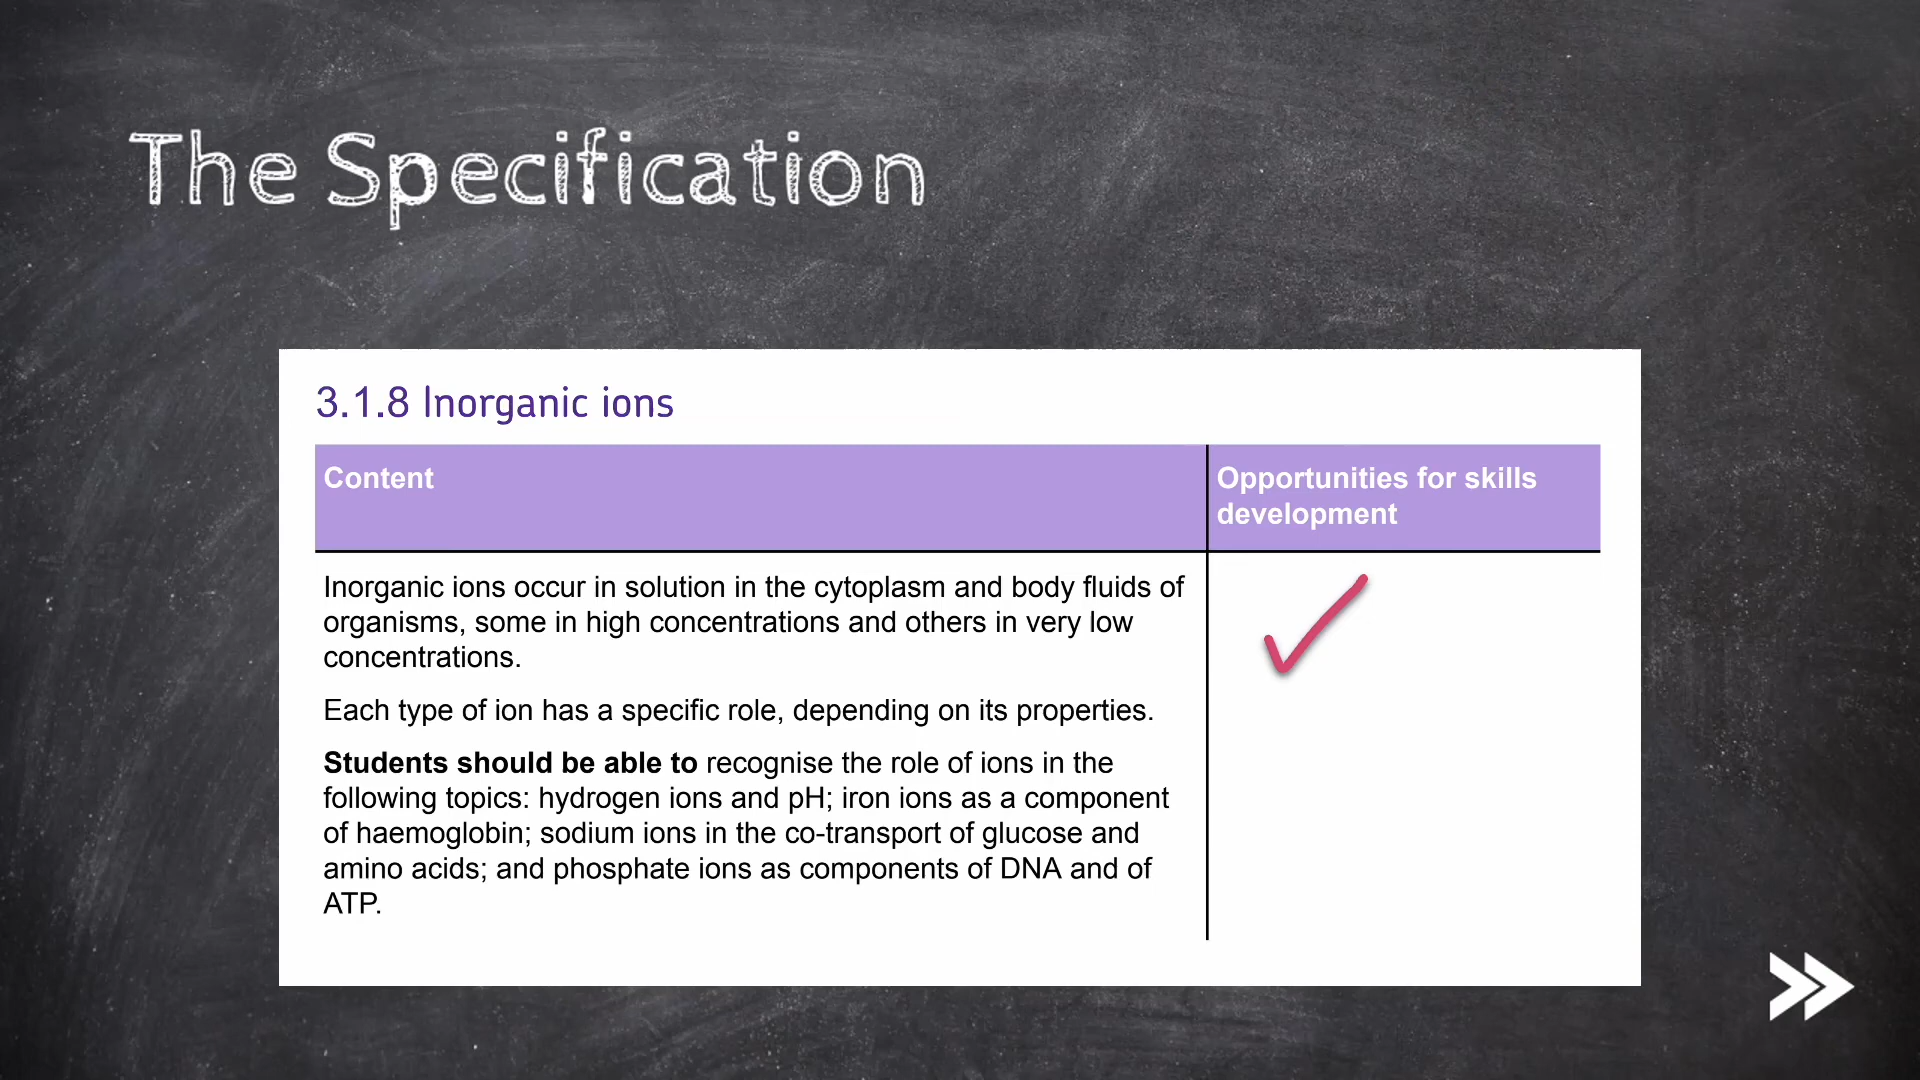 The Specification
3.1.8 Inorganic ions
Content
Opportunities for skills
development
Inorganic ions occur in solution in the cytoplasm and body fluids of
organisms, some in high concentrations and others in very low
concentrations.
Each type of ion has a specific role, depending on its properties.
Students should be able to recognise the role of ions in the
following topics: hydrogen ions and pH; iron ions as a component
of haemoglobin; sodium ions in the co-transport of glucose and
amino acids; and phosphate ions as components of DNA and of
ATP.